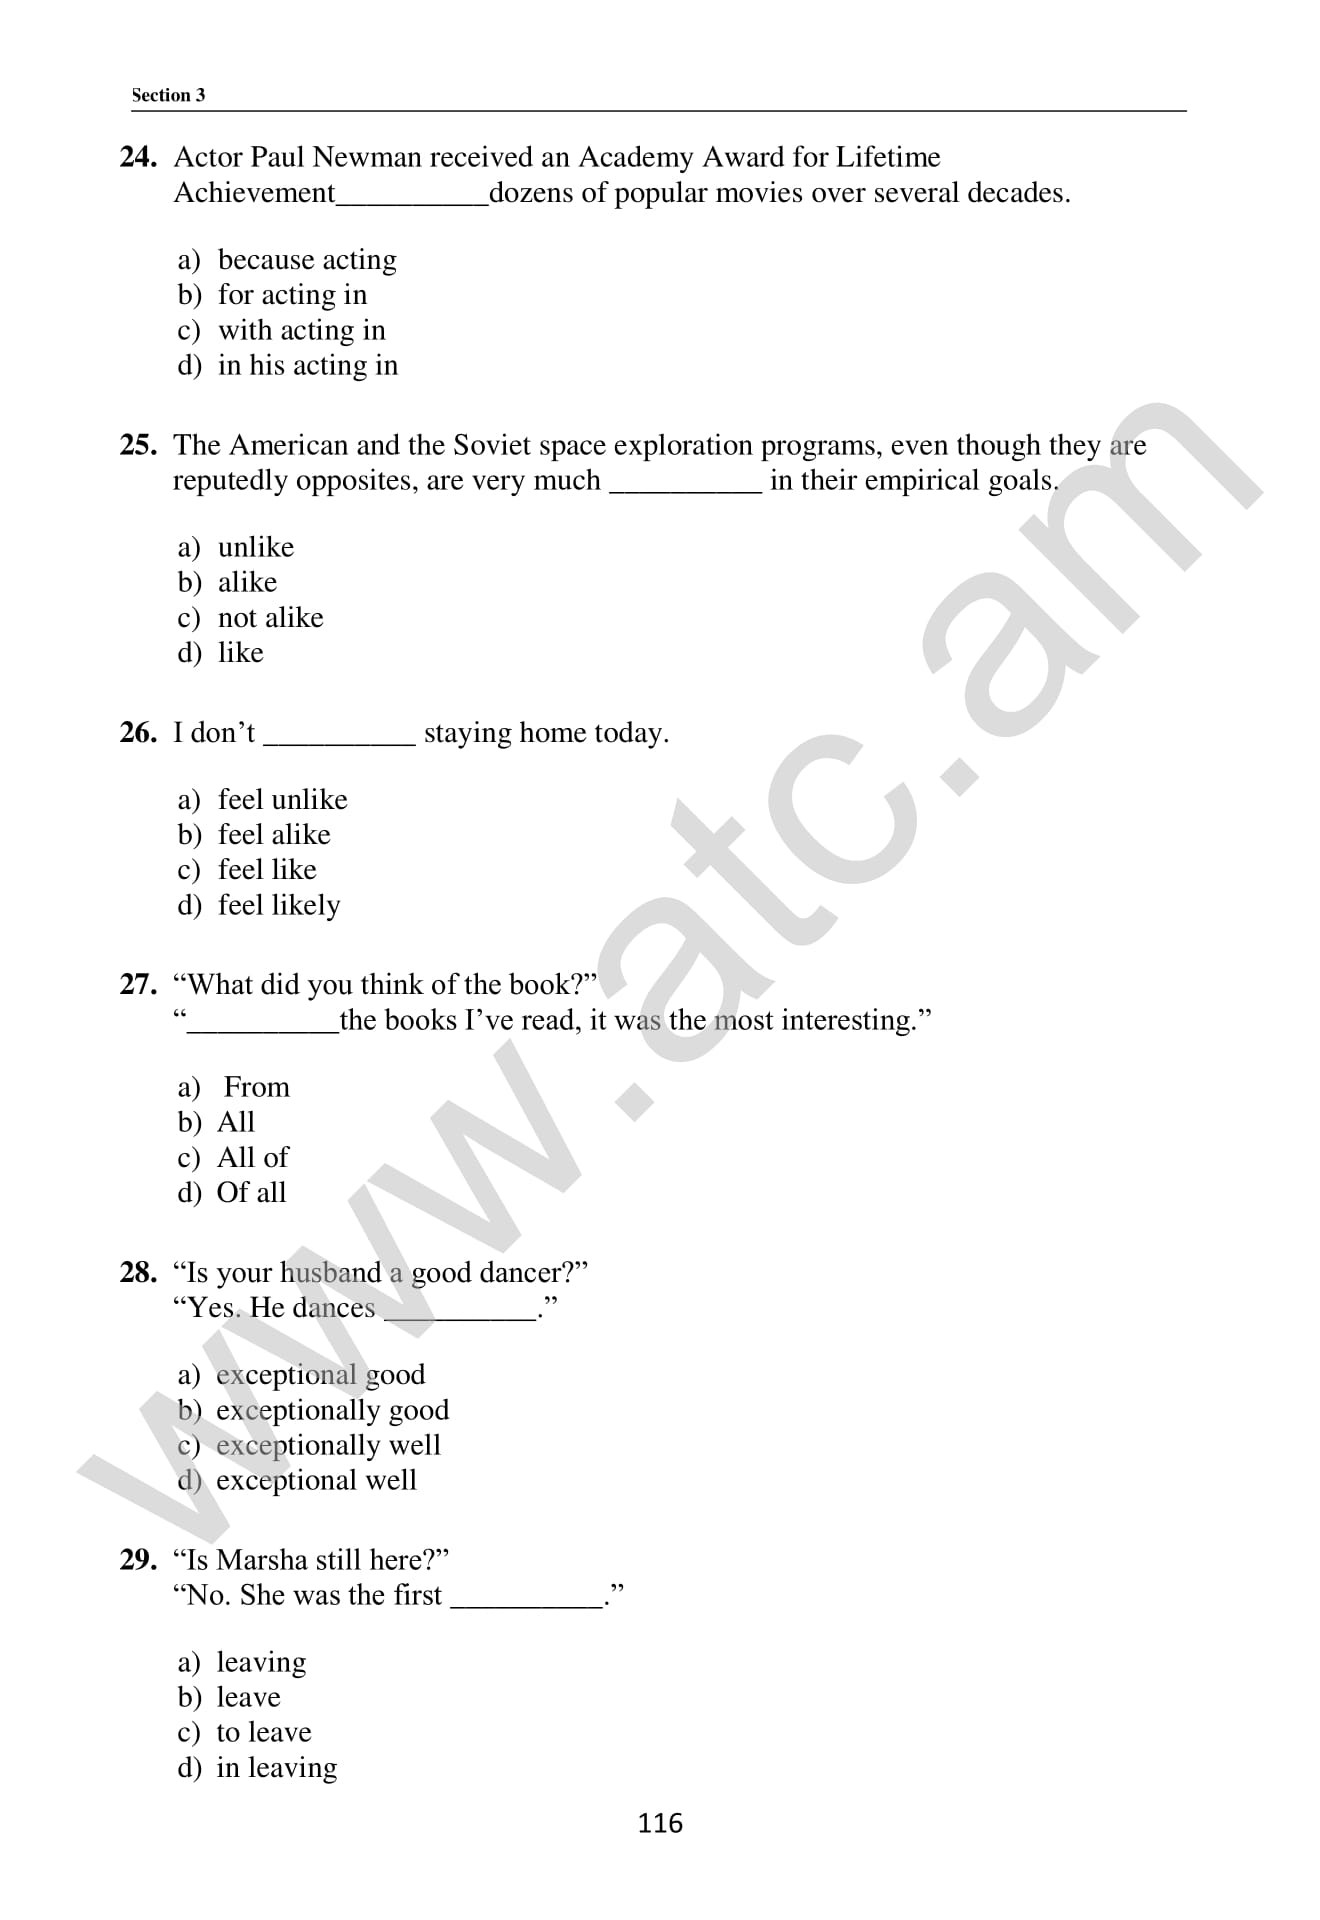 Section 3
24. Actor Paul Newman received an Academy Award for Lifetime
Achievement__________dozens of popular movies over several decades.
a) because acting
b) for acting in
c) with acting in
d) in his acting in
25. The American and the Soviet space exploration programs, even though they are
reputedly opposites, are very much __________ in their empirical goals.
a) unlike
b) alike
c) not alike
d) like
26. I don’t __________ staying home today.
a) feel unlike
b) feel alike
c) feel like
d) feel likely
27. “What did you think of the book?”
“__________the books I’ve read, it was the most interesting.”
a) From
b) All
c) All of
d) Of all
28. “Is your husband a good dancer?”
“Yes. He dances __________.”
a) exceptional good
b) exceptionally good
c) exceptionally well
d) exceptional well
29. “Is Marsha still here?”
“No. She was the first __________.”
a) leaving
b) leave
c) to leave
d) in leaving
116
www.atc.am